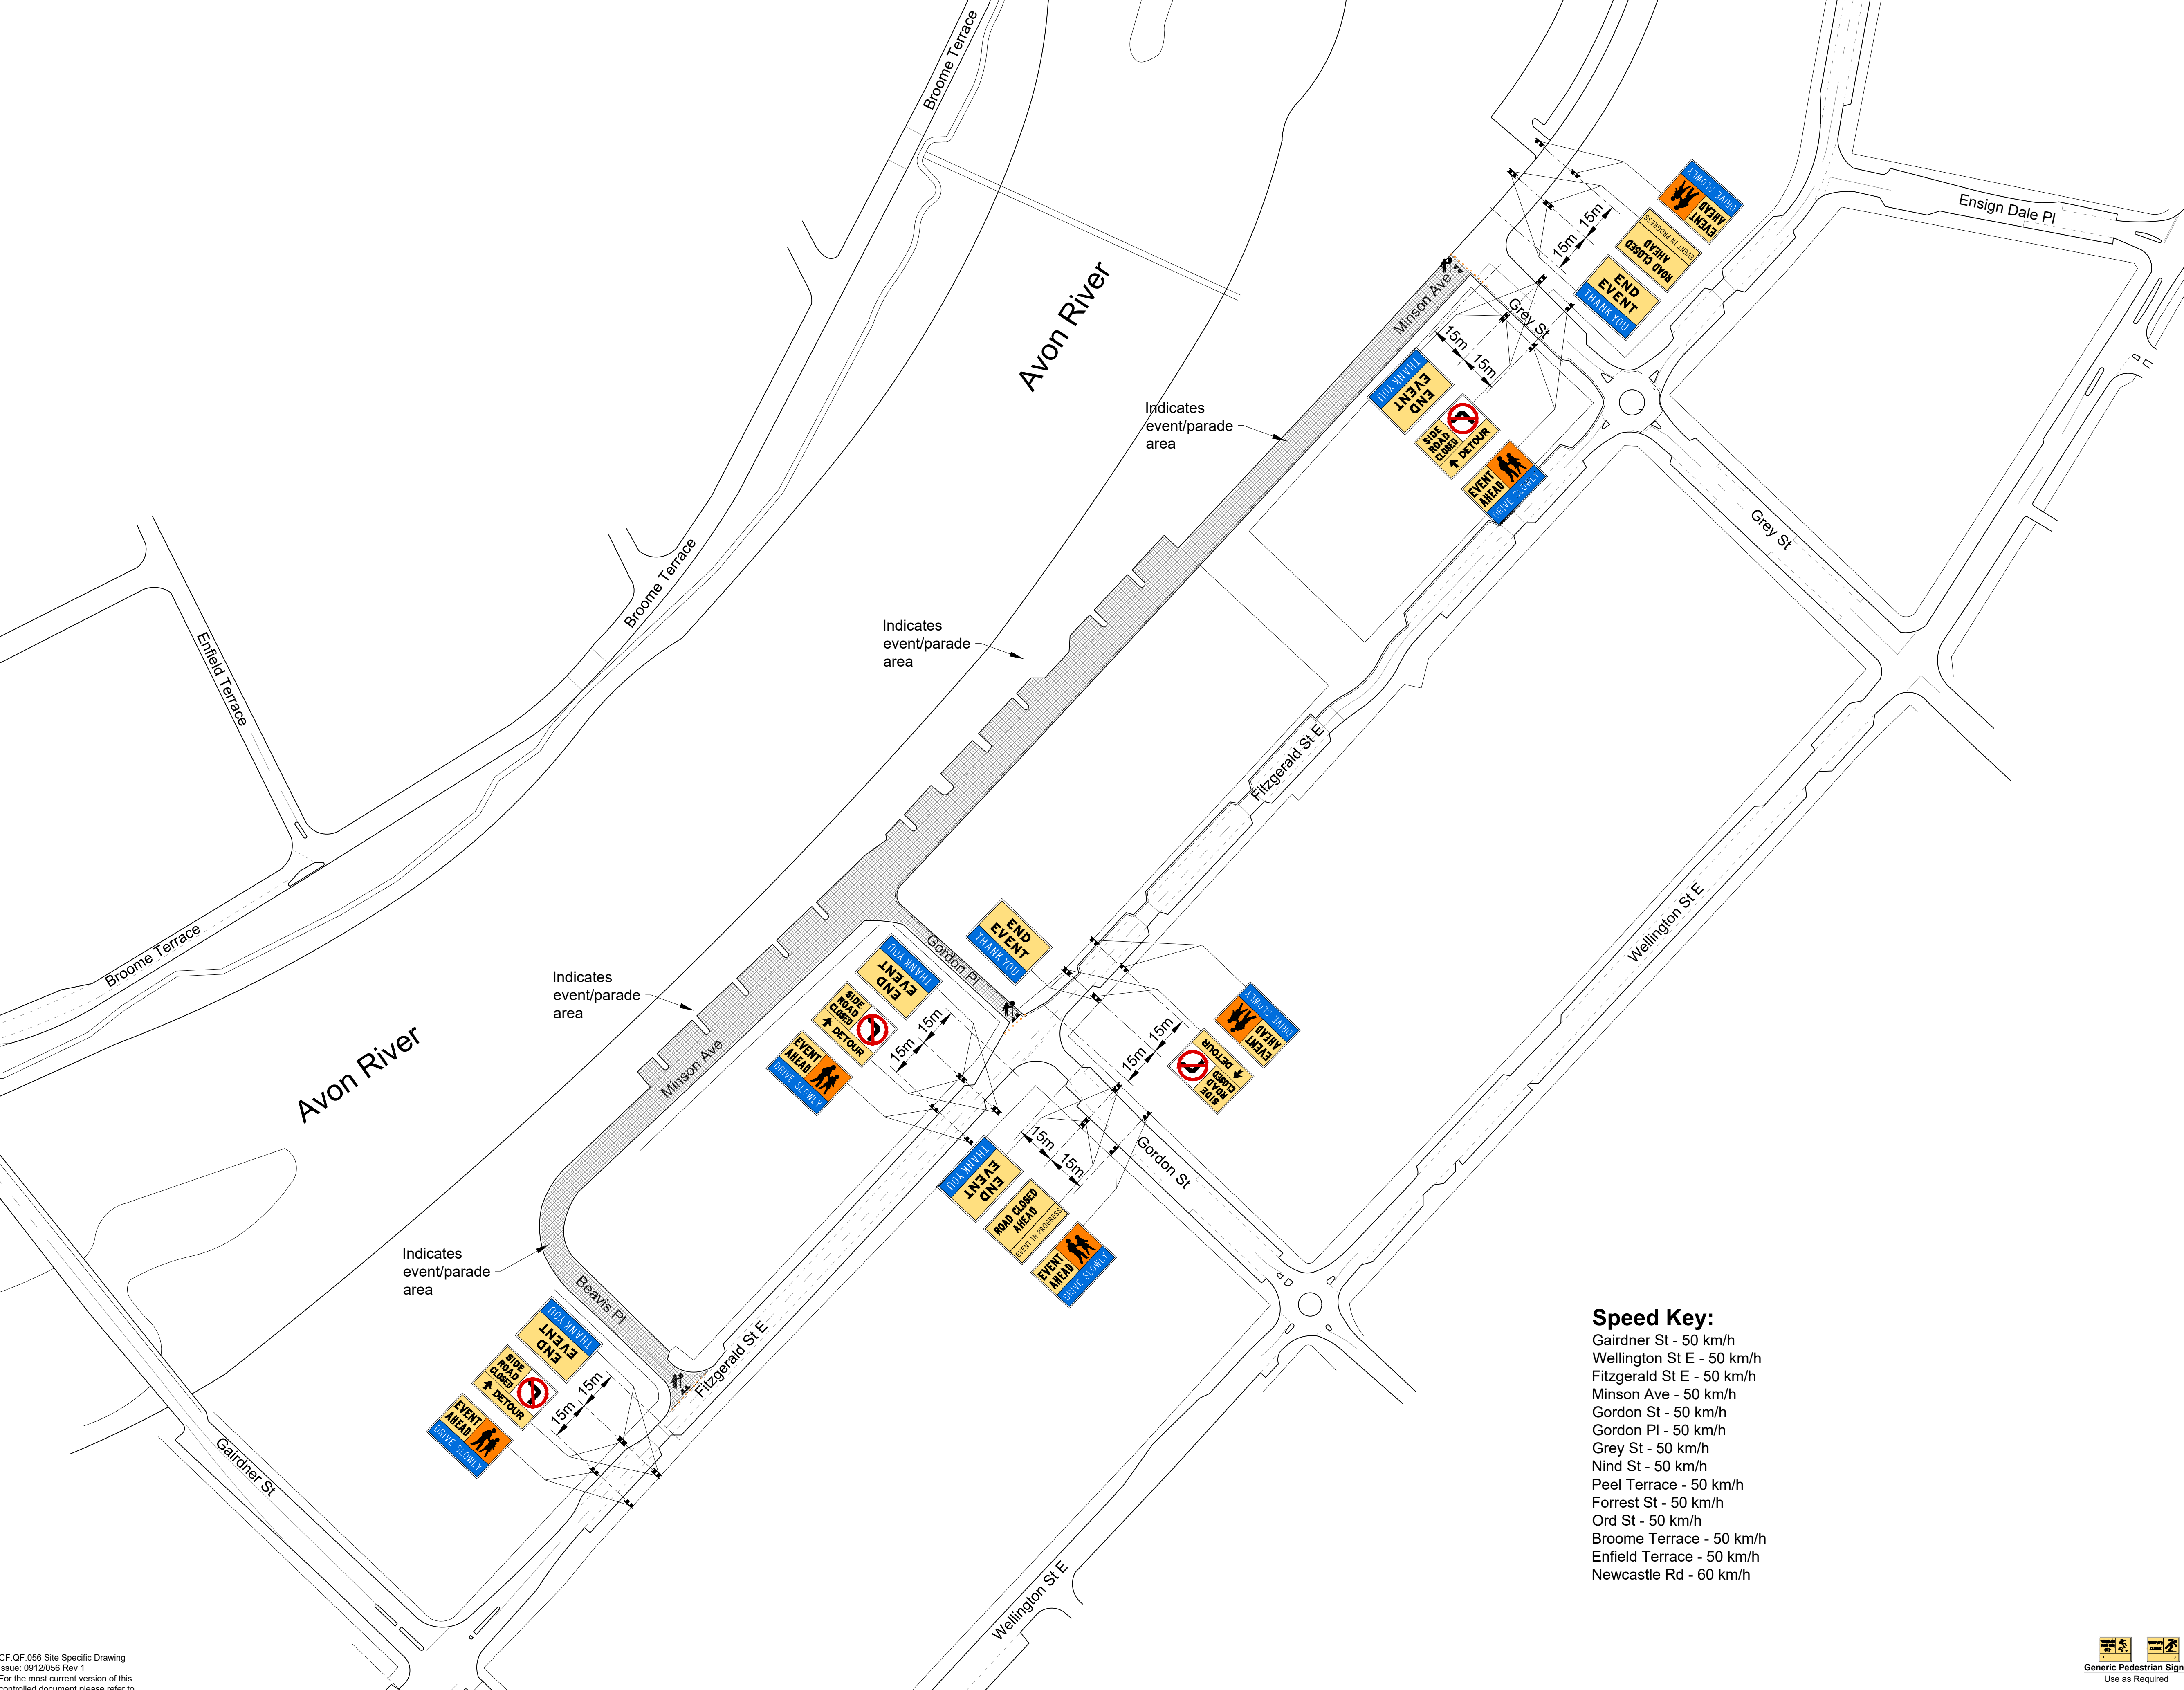 Broome Terrace
Ensign Dale Pl
DRIVE SLOWLY
EVENT
AHEAD
ROAD CLOSED
AHEAD
EVENT IN PROGRESS
END
EVENT
THANK YOU
15m
15m
Avon River
Minson Ave
Grey St
15m
15m
THANK YOU
END
EVENT
SIDE
ROAD
CLOSED
DETOUR
EVENT
AHEAD
DRIVE SLOWLY
Indicates
event/parade
area
Grey St
Broome Terrace
Enfield Terrace
Indicates
event/parade
area
Fitzgerald St E
Wellington St E
Broome Terrace
Indicates
event/parade
area
Gordon Pl
END
EVENT
THANK YOU
END
EVENT
THANK YOU
SIDE
ROAD
CLOSED
DETOUR
EVENT
AHEAD
DRIVE SLOWLY
15m
15m
15m
15m
DRIVE SLOWLY
EVENT
AHEAD
SIDE
ROAD
CLOSED
DETOUR
Avon River
Minson Ave
15m
15m
Gordon St
THANK YOU
END
EVENT
ROAD CLOSED
AHEAD
EVENT IN PROGRESS
EVENT
AHEAD
DRIVE SLOWLY
Indicates
event/parade
area
Beavis Pl
Fitzgerald St E
THANK YOU
END
EVENT
SIDE
ROAD
CLOSED
DETOUR
EVENT
AHEAD
DRIVE SLOWLY
15m
15m
Gairdner St
Wellington St E
Speed Key:
Gairdner St - 50 km/h
Wellington St E - 50 km/h
Fitzgerald St E - 50 km/h
Minson Ave - 50 km/h
Gordon St - 50 km/h
Gordon Pl - 50 km/h
Grey St - 50 km/h
Nind St - 50 km/h
Peel Terrace - 50 km/h
Forrest St - 50 km/h
Ord St - 50 km/h
Broome Terrace - 50 km/h
Enfield Terrace - 50 km/h
Newcastle Rd - 60 km/h
CF.QF.056 Site Specific Drawing
Issue: 0912/056 Rev 1
For the most current version of this
controlled document please refer to
Generic Pedestrian Sign
Use as Required